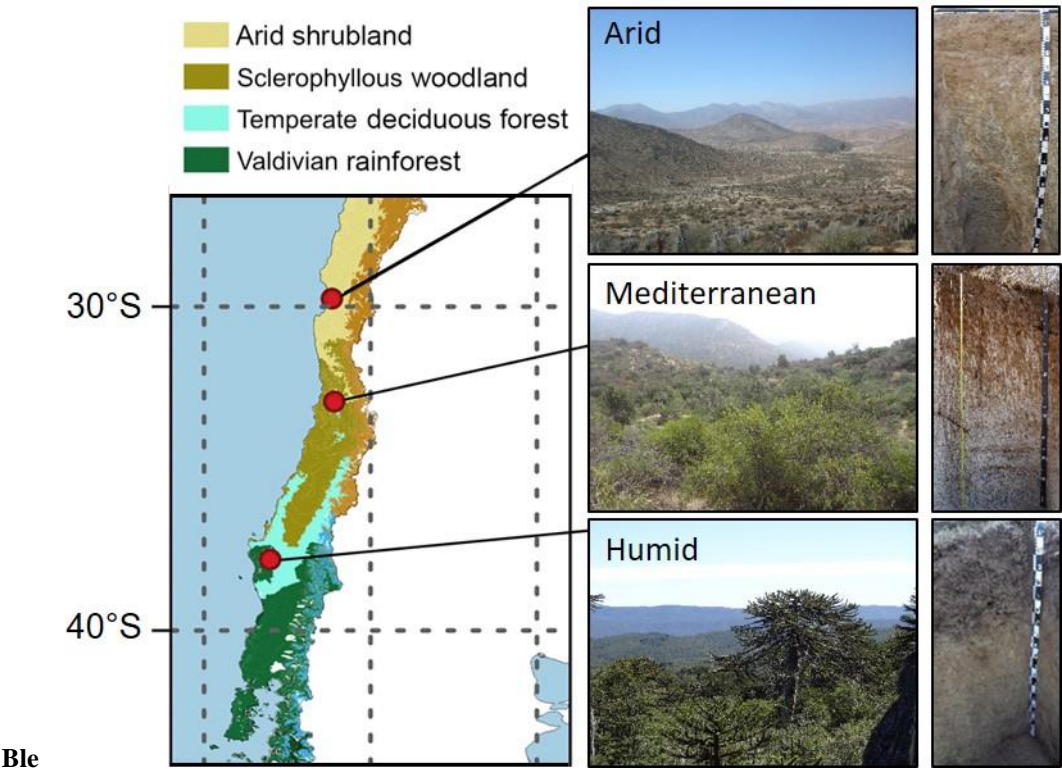 Arid shrubland
Sclerophyllous woodland
Temperate deciduous forest
Valdivian rainforest
30°S
40°S
Arid
Mediterranean
Humid
Ble